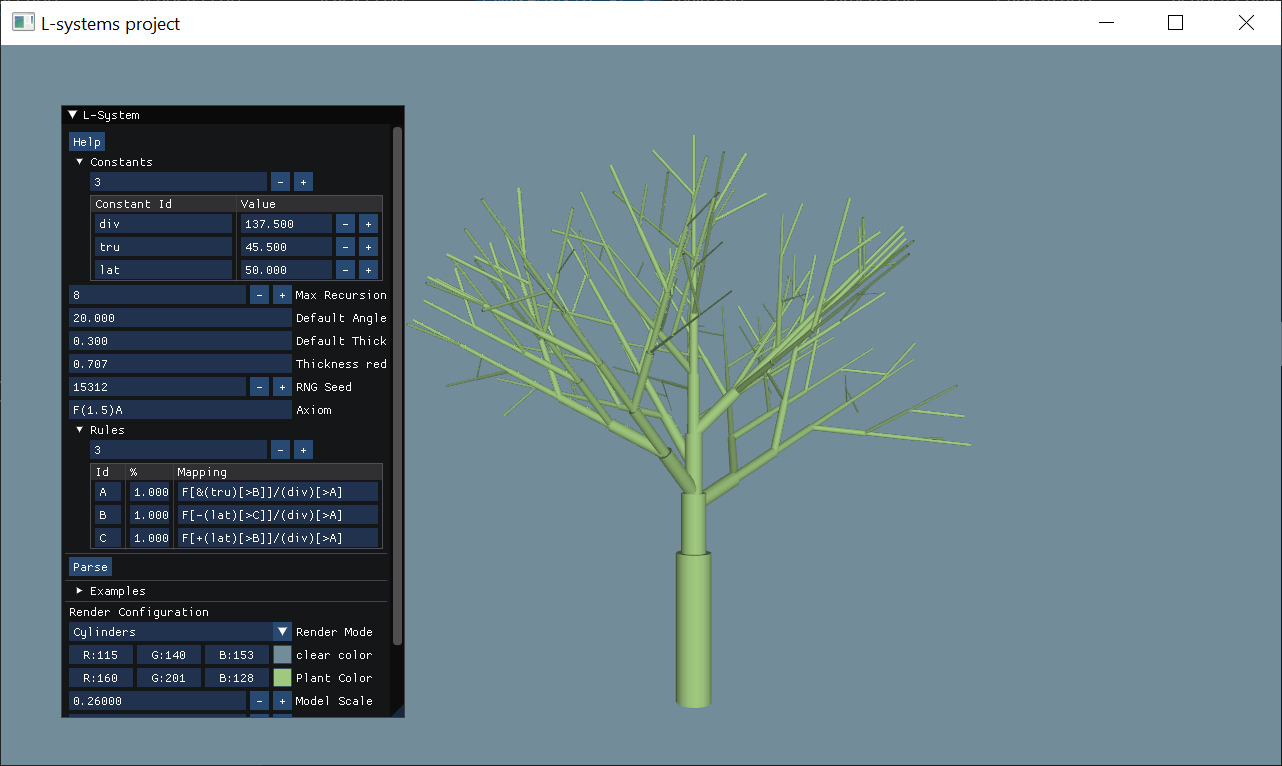 L-systems project
L-System
Help
Constants
3 - +
Constant Id Value
div 137.500 - +
tru 45.500 - +
lat 50.000 - +
8 - + Max Recursion
20.000 Default Angle
0.300 Default Thick
0.707 Thickness red
15312 - + RNG Seed
F(1.5)A Axiom
Rules
3 - +
Id % Mapping
A 1.000 F[&(tru)[>B]]/(div)[>A]
B 1.000 F[-(lat)[>C]]/(div)[>A]
C 1.000 F[+(lat)[>B]]/(div)[>A]
Parse
Examples
Render Configuration
Cylinders Render Mode
R:115 G:140 B:153 clear color
R:160 G:201 B:128 Plant Color
0.26000 - + Model Scale